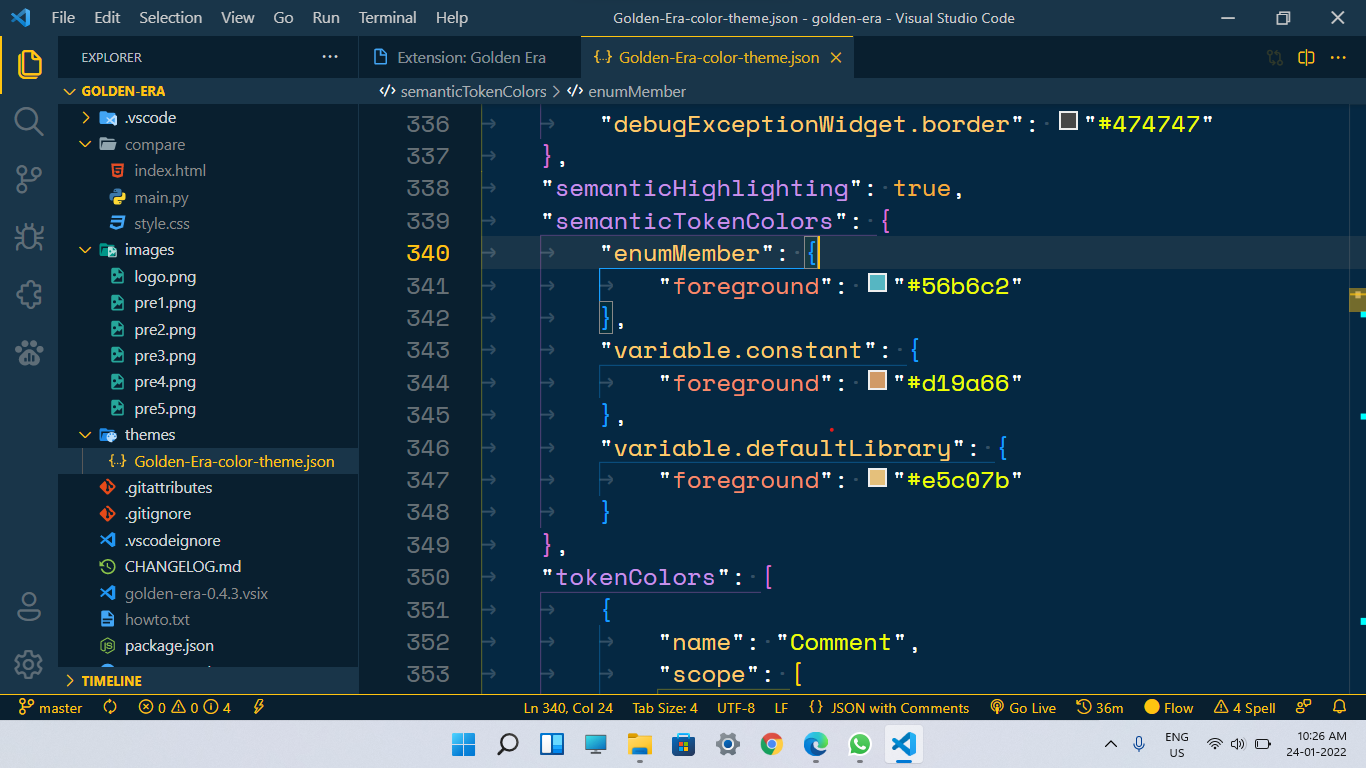 File Edit Selection View Go Run Terminal Help
Golden-Era-color-theme.json - golden-era - Visual Studio Code
EXPLORER
Extension: Golden Era
{..} Golden-Era-color-theme.json
GOLDEN-ERA
semanticTokenColors > enumMember
.vscode
compare
index.html
main.py
style.css
images
logo.png
pre1.png
pre2.png
pre3.png
pre4.png
pre5.png
themes
{..} Golden-Era-color-theme.json
.gitattributes
.gitignore
.vscodeignore
CHANGELOG.md
golden-era-0.4.3.vsix
howto.txt
package.json
TIMELINE
336 "debugExceptionWidget.border": "#474747"
337 },
338 "semanticHighlighting": true,
339 "semanticTokenColors": {
340 "enumMember": {
341 "foreground": "#56b6c2"
342 },
343 "variable.constant": {
344 "foreground": "#d19a66"
345 },
346 "variable.defaultLibrary": {
347 "foreground": "#e5c07b"
348 }
349 },
350 "tokenColors": [
351 {
352 "name": "Comment",
353 "scope": [
master 0 0 4 Ln 340, Col 24 Tab Size: 4 UTF-8 LF {} JSON with Comments Go Live 36m Flow 4 Spell
ENG
US
10:26 AM
24-01-2022